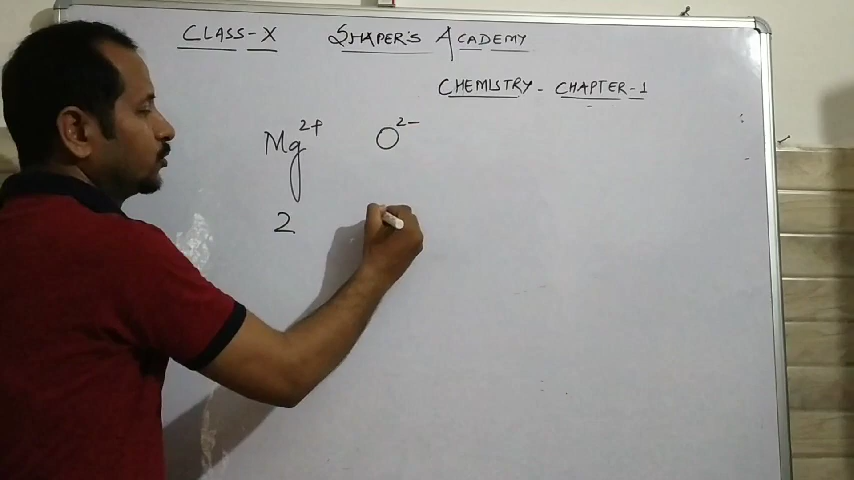 CLASS-X SHAPER'S ACADEMY
CHEMISTRY - CHAPTER-1
Mg²⁺ O²⁻
2